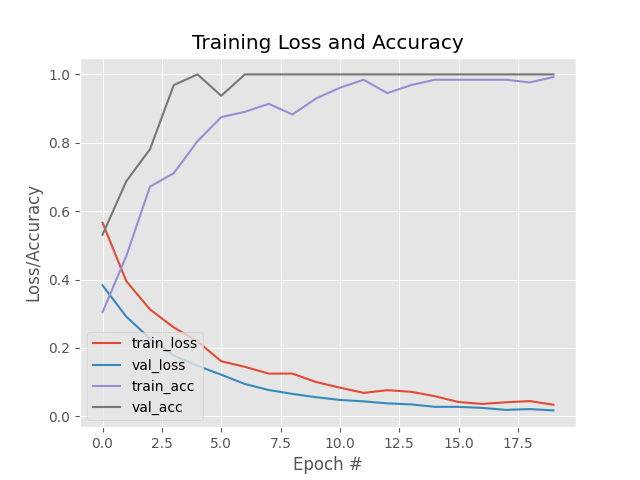 Training Loss and Accuracy
1.0
0.8
0.6
0.4
0.2
0.0
Loss/Accuracy
train_loss
val_loss
train_acc
val_acc
0.0 2.5 5.0 7.5 10.0 12.5 15.0 17.5
Epoch #